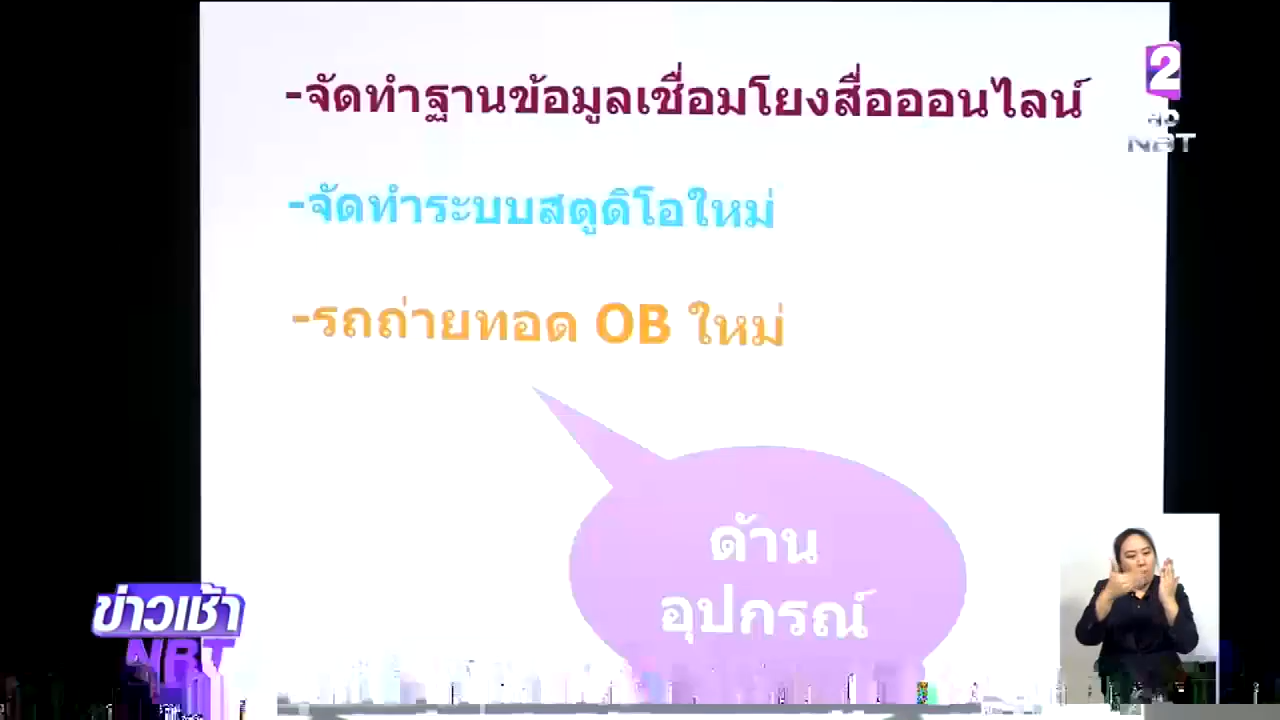 -จัดทำฐานข้อมูลเชื่อมโยงสื่อออนไลน์
2
HD
NBT
-จัดทำระบบสตูดิโอใหม่
-รถถ่ายทอด OB ใหม่
ด้าน
อุปกรณ์
ข่าวเช้า
NBT